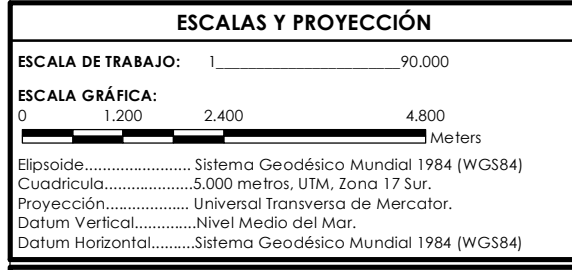 ESCALAS Y PROYECCIÓN
ESCALA DE TRABAJO: 1______________________90.000
ESCALA GRÁFICA:
0 1.200 2.400 4.800
Meters
Elipsoide....................... Sistema Geodésico Mundial 1984 (WGS84)
Cuadricula...................5.000 metros, UTM, Zona 17 Sur.
Proyección.................. Universal Transversa de Mercator.
Datum Vertical.............Nivel Medio del Mar.
Datum Horizontal.........Sistema Geodésico Mundial 1984 (WGS84)